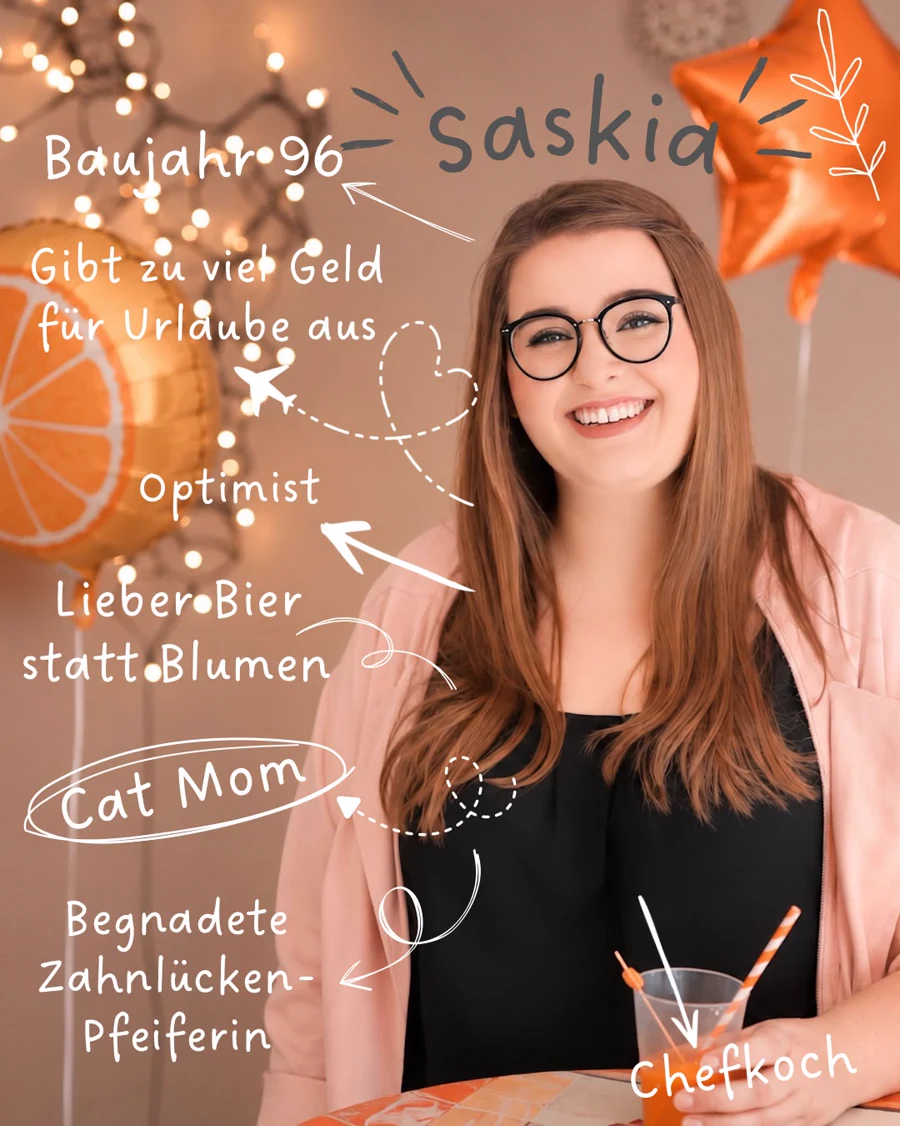 saskia
Baujahr 96
Gibt zu viel Geld
für Urlaube aus
Optimist
Lieber Bier
statt Blumen
Cat Mom
Begnadete
Zahnlücken-
Pfeiferin
Chefkoch